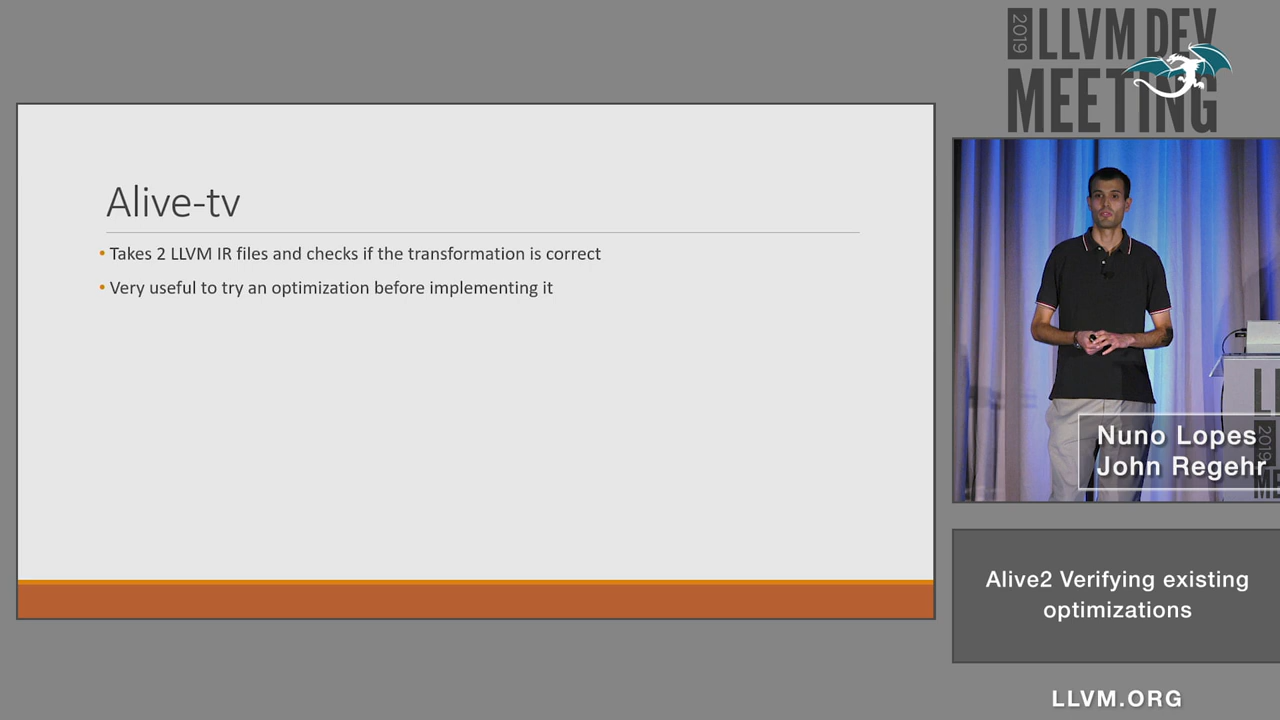 2019
LLVM DEV
MEETING
Alive-tv
• Takes 2 LLVM IR files and checks if the transformation is correct
• Very useful to try an optimization before implementing it
Nuno Lopes
John Regehr
2019
Alive2 Verifying existing
optimizations
LLVM.ORG